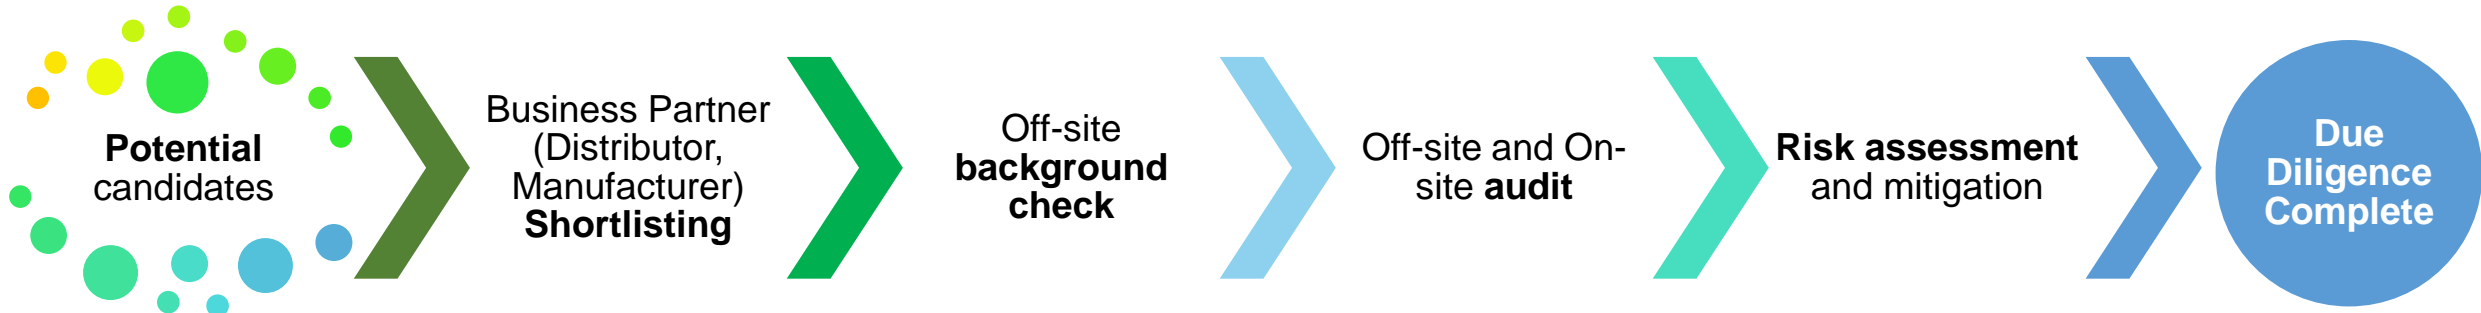 Potential
candidates
Business Partner
(Distributor,
Manufacturer)
Shortlisting
Off-site
background
check
Off-site and On-
site audit
Risk assessment
and mitigation
Due
Diligence
Complete